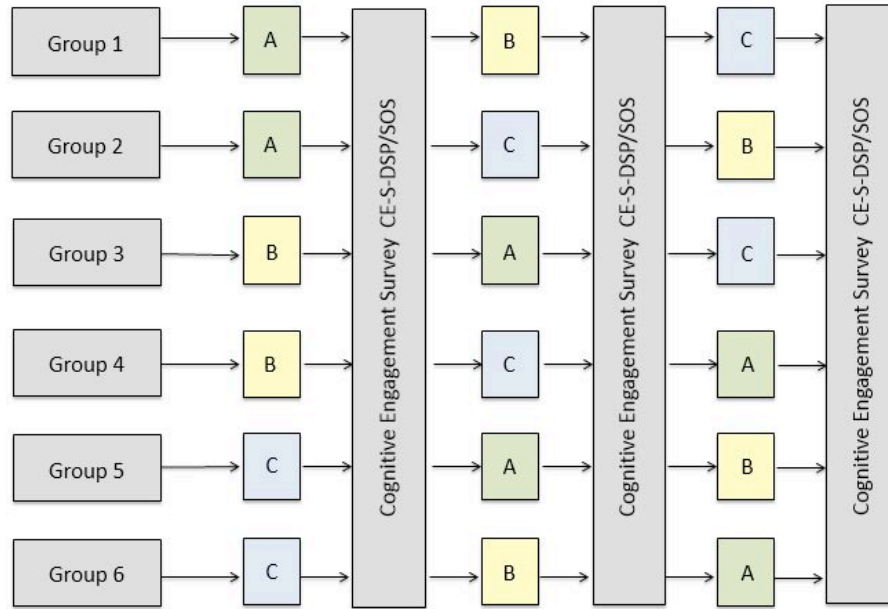 Group 1
A
B
C
Group 2
A
C
B
Group 3
B
A
C
Group 4
B
C
A
Group 5
C
A
B
Group 6
C
B
A
Cognitive Engagement Survey CE-S-DSP/SOS
Cognitive Engagement Survey CE-S-DSP/SOS
Cognitive Engagement Survey CE-S-DSP/SOS